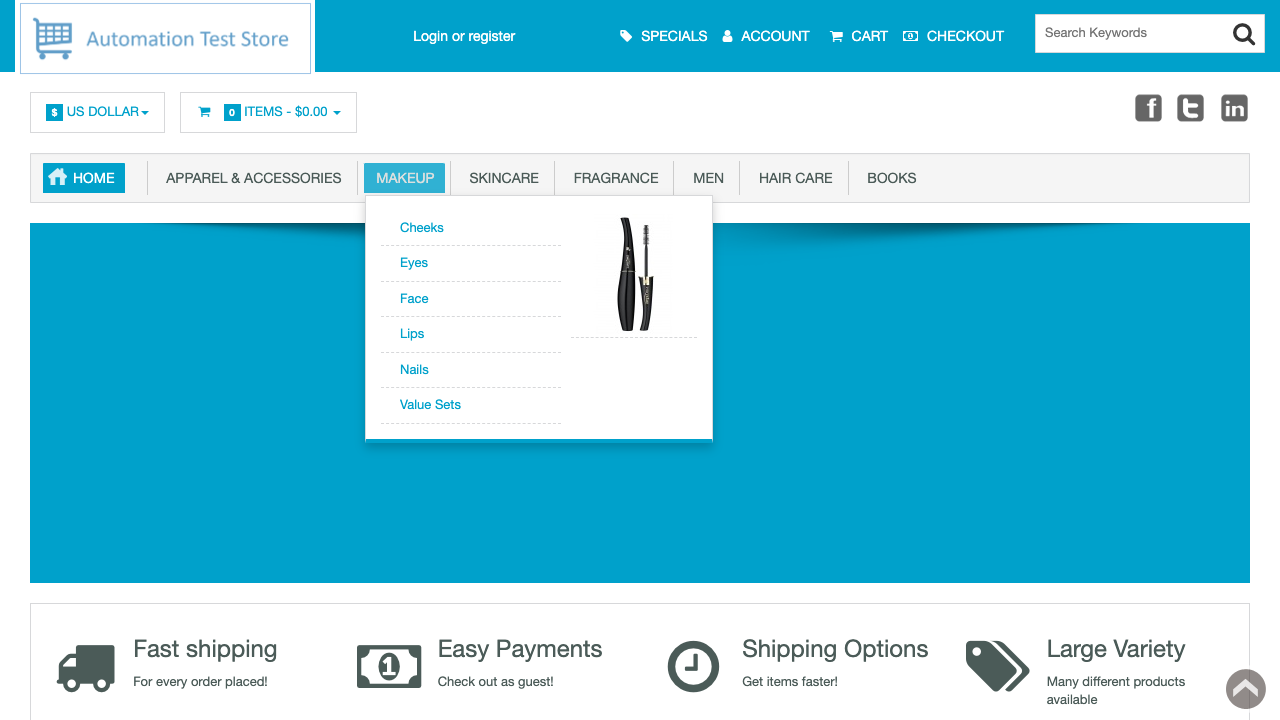 Automation Test Store
Login or register
SPECIALS
ACCOUNT
CART
CHECKOUT
Search Keywords
$ US DOLLAR
0 ITEMS - $0.00
HOME
APPAREL & ACCESSORIES
MAKEUP
SKINCARE
FRAGRANCE
MEN
HAIR CARE
BOOKS
Cheeks
Eyes
Face
Lips
Nails
Value Sets
Fast shipping
For every order placed!
Easy Payments
Check out as guest!
Shipping Options
Get items faster!
Large Variety
Many different products
available